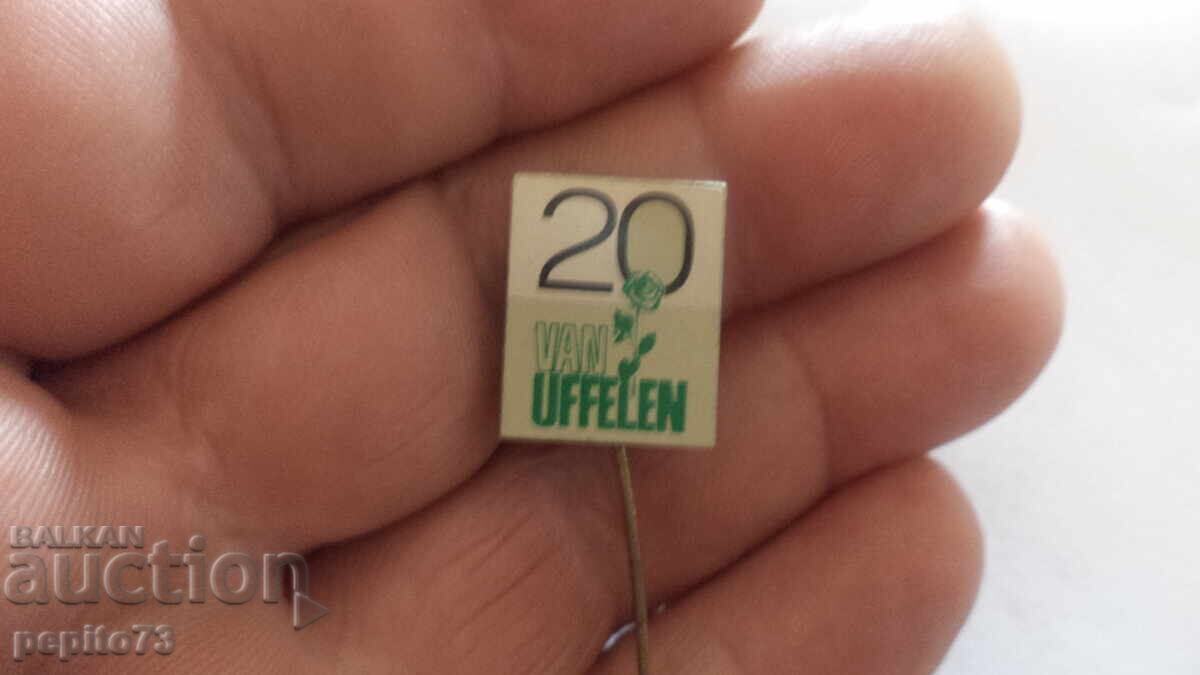 20
VAN
UFFELEN
BALKAN
auction
pepito73